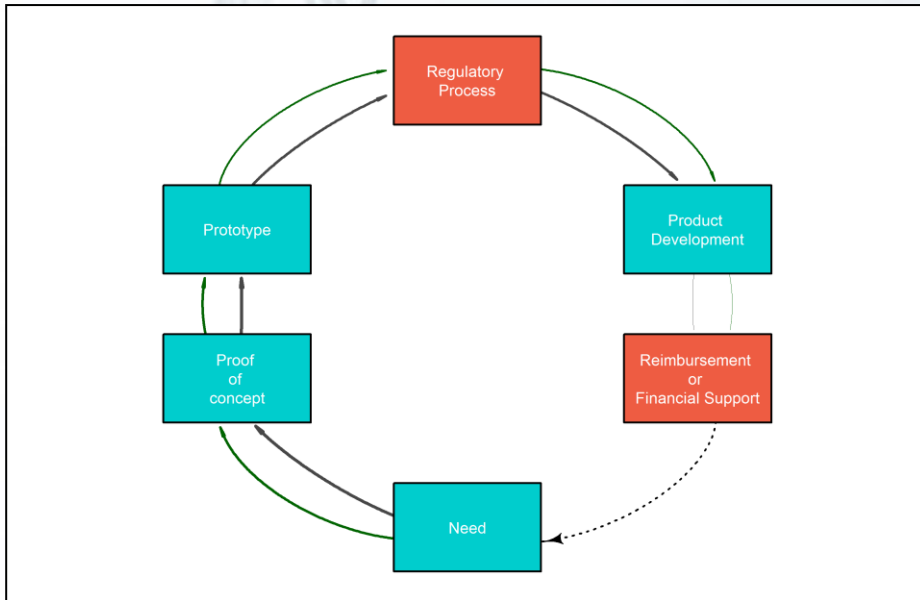 Regulatory
Process
Prototype
Product
Development
Proof
of
concept
Reimbursement
or
Financial Support
Need